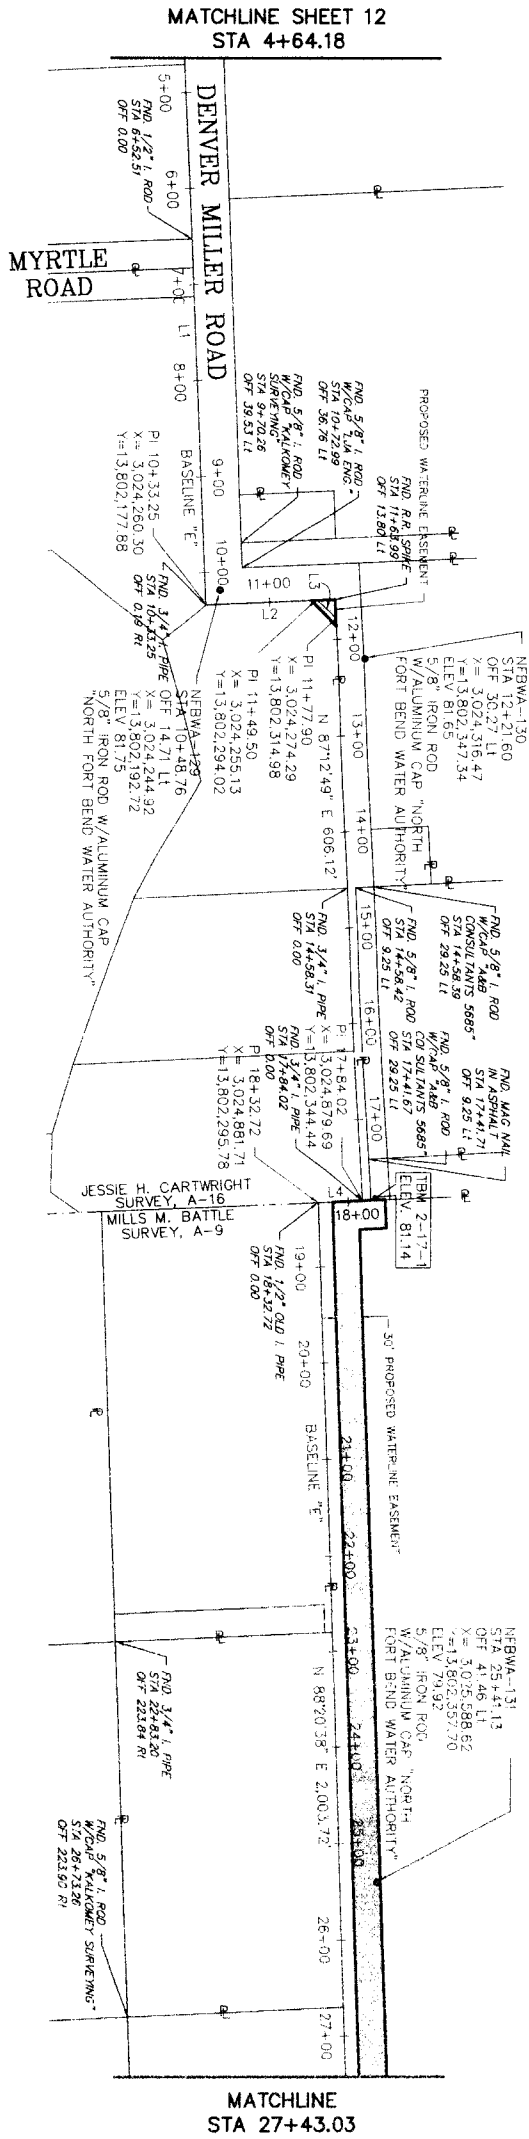 MATCHLINE SHEET 12
STA 4+64.18
5+00
FND. 1/2" I. ROD
STA 6+52.51
OFF 0.00
6+00
DENVER MILLER ROAD
MYRTLE
ROAD
7+00
L1
8+00
BASELINE "E"
9+00
10+00
PI 10+33.25
X= 3,024,260.30
Y=13,802,177.88
FND. 3/4" I. PIPE
STA 10+33.25
OFF 0.19 Rt
FND. 5/8" I. ROD
W/CAP "KALKOMEY
SURVEYING"
STA 9+70.26
OFF 39.53 Lt
FND. 5/8" I. ROD
W/CAP "LJA ENG."
STA 10+72.99
OFF 36.76 Lt
PROPOSED WATERLINE EASEMENT
FND. R.R. SPIKE
STA 11+63.99
OFF 13.80 Lt
11+00
L2
L3
12+00
NFBWA-130
STA 12+21.60
OFF 30.27 Lt
X= 3,024,316.47
Y=13,802,347.34
ELEV 81.65
5/8" IRON ROD
W/ALUMINUM CAP "NORTH
FORT BEND WATER AUTHORITY"
NFBWA-129
STA 10+48.76
OFF 14.71 Lt
X= 3,024,244.92
Y=13,802,192.72
ELEV 81.75
5/8" IRON ROD W/ALUMINUM CAP
"NORTH FORT BEND WATER AUTHORITY"
PI 11+49.50
X= 3,024,255.13
Y=13,802,294.02
PI 11+77.90
X= 3,024,274.29
Y=13,802,314.98
N 87°12'49" E 606.12'
13+00
14+00
15+00
16+00
17+00
FND. 3/4" I. PIPE
STA 14+58.31
OFF 0.00
FND. 5/8" I. ROD
STA 14+58.42
OFF 9.25 Lt
FND. 5/8" I. ROD
W/CAP "A&B
CONSULTANTS 5685"
STA 14+58.39
OFF 29.25 Lt
FND. 5/8" I. ROD
W/CAP "A&B
CONSULTANTS 5685"
STA 17+41.67
OFF 29.25 Lt
FND. MAG NAIL
IN ASPHALT
STA 17+41.71
OFF 9.25 Lt
PI 17+84.02
X= 3,024,879.69
Y=13,802,344.44
FND. 3/4" I. PIPE
STA 17+84.02
OFF 0.00
PI 18+32.72
X= 3,024,881.71
Y=13,802,295.78
JESSIE H. CARTWRIGHT
SURVEY, A-16
MILLS M. BATTLE
SURVEY, A-9
L4
18+00
TBM 2-17-1
ELEV. 81.14
FND. 1/2" OLD I. PIPE
STA 18+32.72
OFF 0.00
19+00
20+00
30' PROPOSED WATERLINE EASEMENT
BASELINE "E"
21+00
22+00
23+00
24+00
25+00
26+00
27+00
N 88°20'38" E 2,003.72'
NFBWA-131
STA 25+41.13
OFF 41.46 Lt
X= 3,025,588.62
Y=13,802,357.70
ELEV 79.92
5/8" IRON ROD
W/ALUMINUM CAP "NORTH
FORT BEND WATER AUTHORITY"
FND. 3/4" I. PIPE
STA 22+83.20
OFF 223.84 Rt
FND. 5/8" I. ROD
W/CAP "KALKOMEY SURVEYING"
STA 26+73.26
OFF 223.90 Rt
MATCHLINE
STA 27+43.03